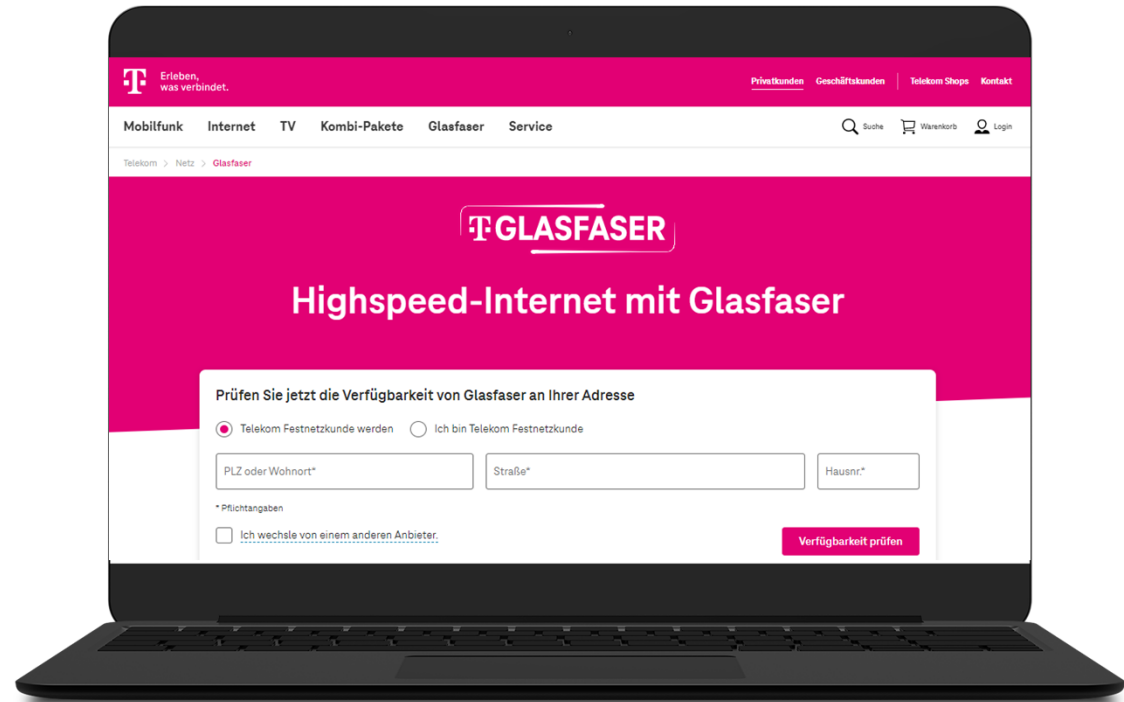 Erleben,
was verbindet.
Privatkunden Geschäftskunden Telekom Shops Kontakt
Mobilfunk Internet TV Kombi-Pakete Glasfaser Service
Suche Warenkorb Login
Telekom > Netz > Glasfaser
T GLASFASER
Highspeed-Internet mit Glasfaser
Prüfen Sie jetzt die Verfügbarkeit von Glasfaser an Ihrer Adresse
Telekom Festnetzkunde werden Ich bin Telekom Festnetzkunde
PLZ oder Wohnort* Straße* Hausnr.*
* Pflichtangaben
Ich wechsle von einem anderen Anbieter.
Verfügbarkeit prüfen